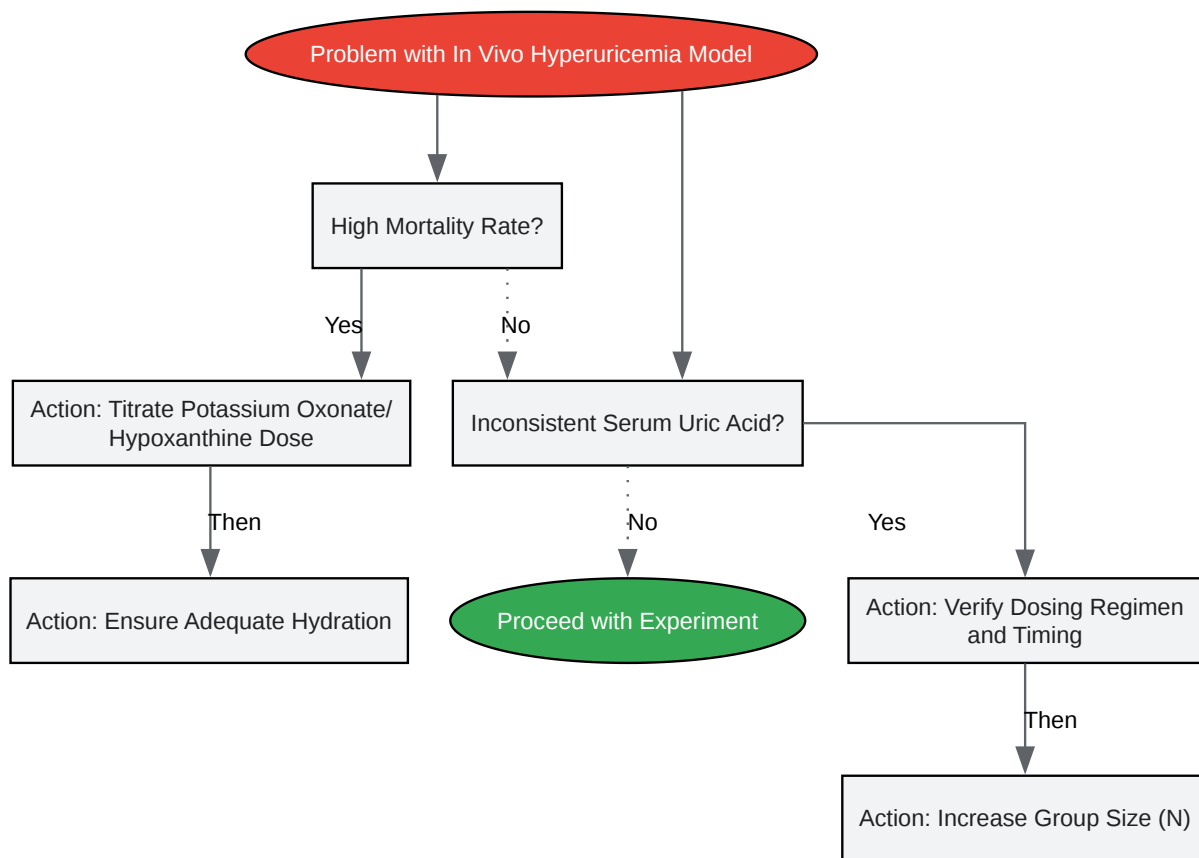 Problem with In Vivo Hyperuricemia Model
High Mortality Rate?
Yes
No
Action: Titrate Potassium Oxonate/
Hypoxanthine Dose
Inconsistent Serum Uric Acid?
Then
No
Yes
Action: Ensure Adequate Hydration
Proceed with Experiment
Action: Verify Dosing Regimen
and Timing
Then
Action: Increase Group Size (N)